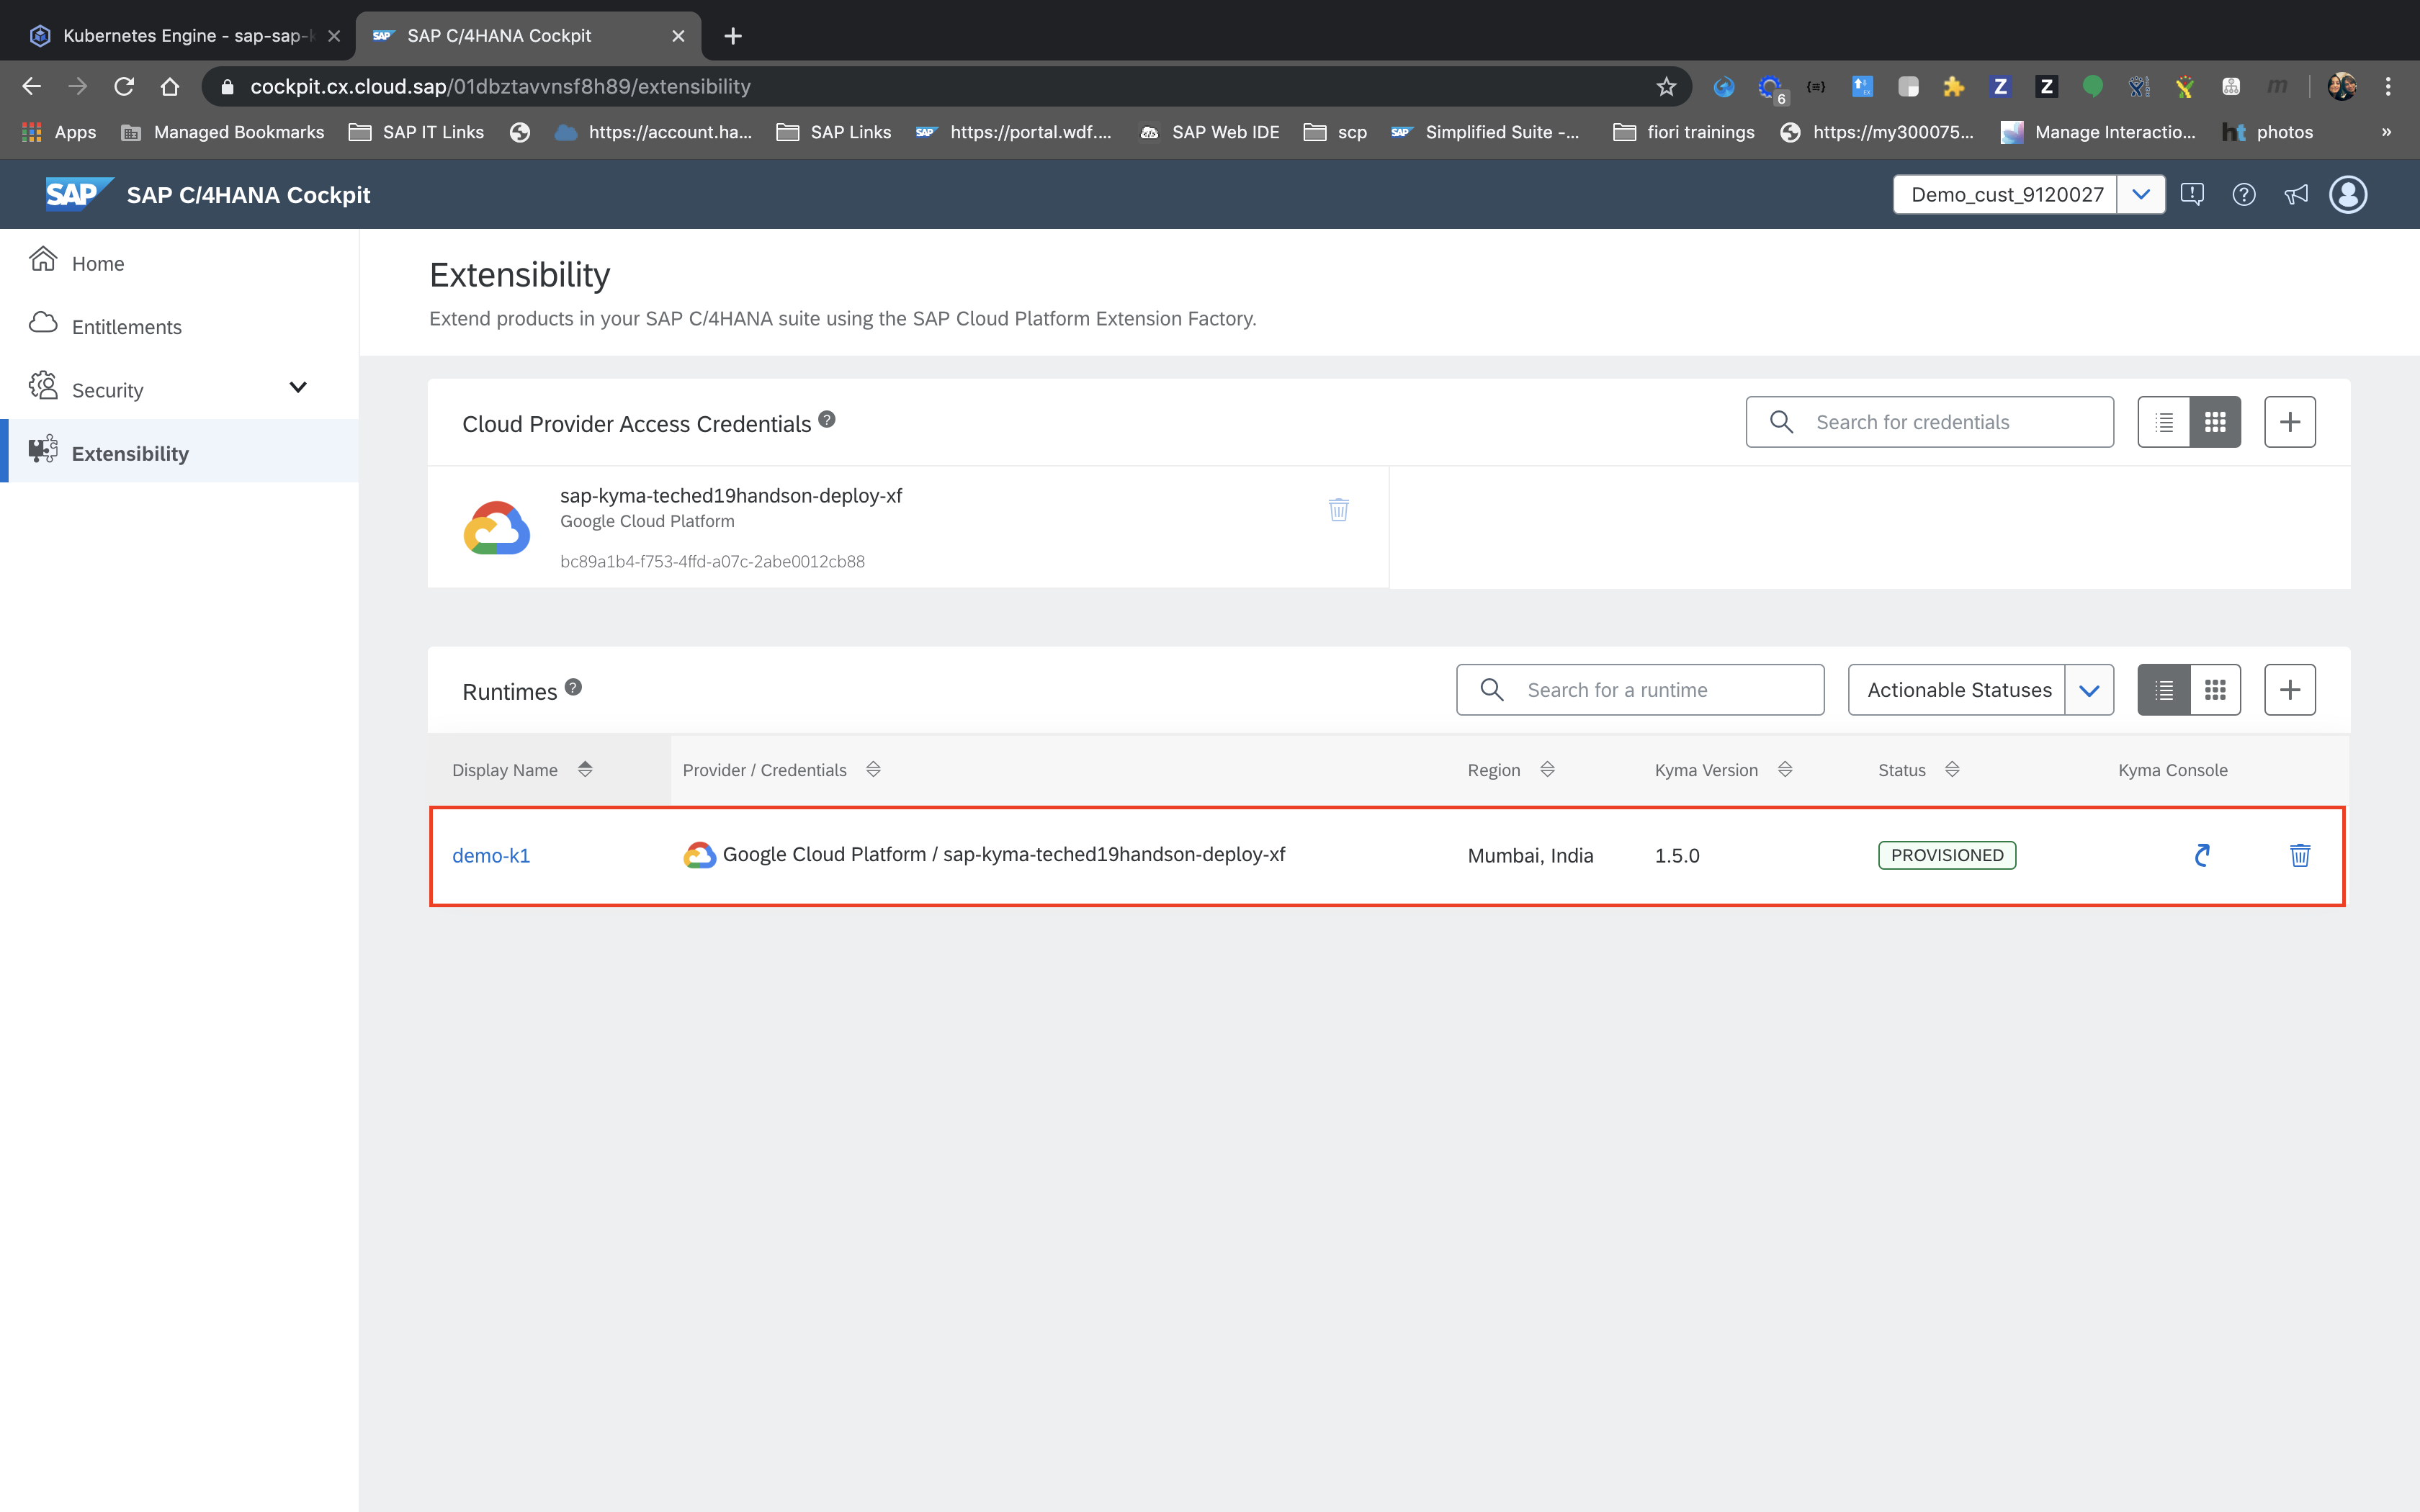 Kubernetes Engine - sap-sap-k
SAP SAP C/4HANA Cockpit
cockpit.cx.cloud.sap/01dbztavvnsf8h89/extensibility
6
Z
Z
m
Apps
Managed Bookmarks
SAP IT Links
https://account.ha...
SAP Links
SAP https://portal.wdf....
SAP Web IDE
scp
SAP Simplified Suite -...
fiori trainings
https://my300075...
Manage Interactio...
ht photos
»
SAP SAP C/4HANA Cockpit
Demo_cust_9120027
Home
Entitlements
Security
Extensibility
Extensibility
Extend products in your SAP C/4HANA suite using the SAP Cloud Platform Extension Factory.
Cloud Provider Access Credentials ?
Search for credentials
sap-kyma-teched19handson-deploy-xf
Google Cloud Platform
bc89a1b4-f753-4ffd-a07c-2abe0012cb88
Runtimes ?
Search for a runtime
Actionable Statuses
Display Name
Provider / Credentials
Region
Kyma Version
Status
Kyma Console
demo-k1
Google Cloud Platform / sap-kyma-teched19handson-deploy-xf
Mumbai, India
1.5.0
PROVISIONED